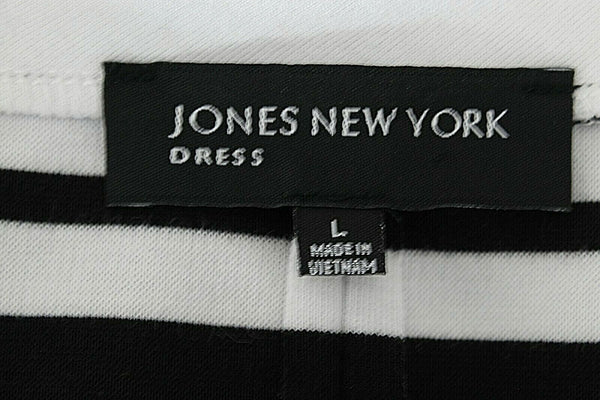 JONES NEW YORK
DRESS
L
MADE IN
VIETNAM